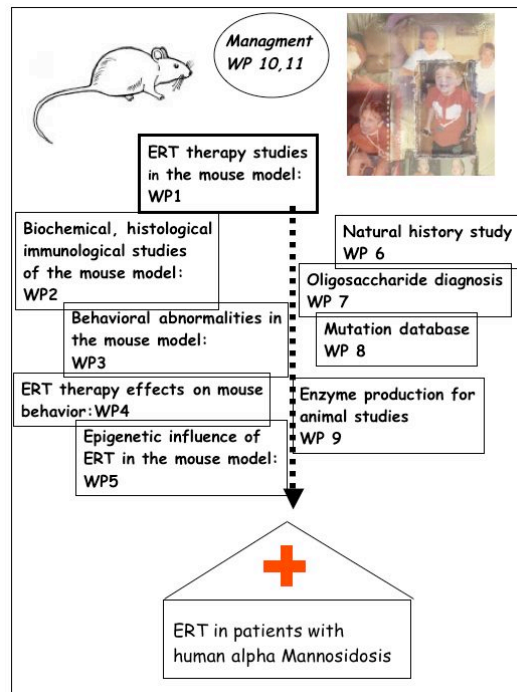 Managment
WP 10,11
ERT therapy studies
in the mouse model:
WP1
Biochemical, histological
immunological studies
of the mouse model:
WP2
Behavioral abnormalities in
the mouse model:
WP3
ERT therapy effects on mouse
behavior:WP4
Epigenetic influence of
ERT in the mouse model:
WP5
Natural history study
WP 6
Oligosaccharide diagnosis
WP 7
Mutation database
WP 8
Enzyme production for
animal studies
WP 9
ERT in patients with
human alpha Mannosidosis